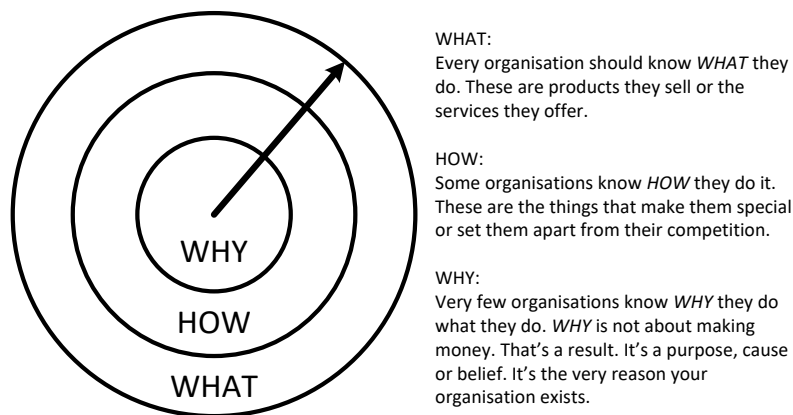 WHY
HOW
WHAT
WHAT:
Every organisation should know WHAT they
do. These are products they sell or the
services they offer.
HOW:
Some organisations know HOW they do it.
These are the things that make them special
or set them apart from their competition.
WHY:
Very few organisations know WHY they do
what they do. WHY is not about making
money. That’s a result. It’s a purpose, cause
or belief. It’s the very reason your
organisation exists.